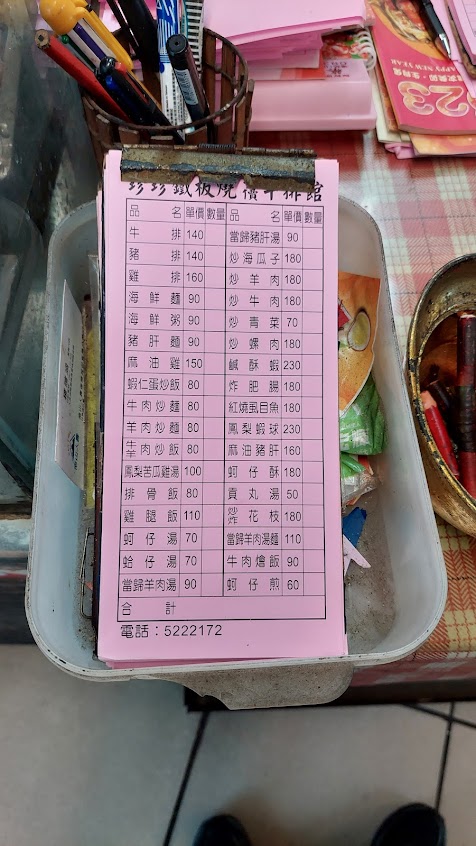 珍珍鐵板燒犢牛排館
品名 單價 數量 品名 單價 數量
牛排 140 當歸豬肝湯 90
豬排 140 炒海瓜子 180
雞排 160 炒羊肉 180
海鮮麵 90 炒牛肉 180
海鮮粥 90 炒青菜 70
豬肝麵 90 炒螺肉 180
麻油雞 150 鹹酥蝦 230
蝦仁蛋炒飯 80 炸肥腸 180
牛肉炒麵 80 紅燒虱目魚 180
羊肉炒麵 80 鳳梨蝦球 230
牛羊肉炒飯 80 麻油豬肝 160
鳳梨苦瓜雞湯 100 蚵仔酥 180
排骨飯 80 貢丸湯 50
雞腿飯 110 炒炸花枝 180
蚵仔湯 70 當歸羊肉湯麵 110
蛤仔湯 70 牛肉燴飯 90
當歸羊肉湯 90 蚵仔煎 60
合計
電話：5222172
HAPPY NEW YEAR
23